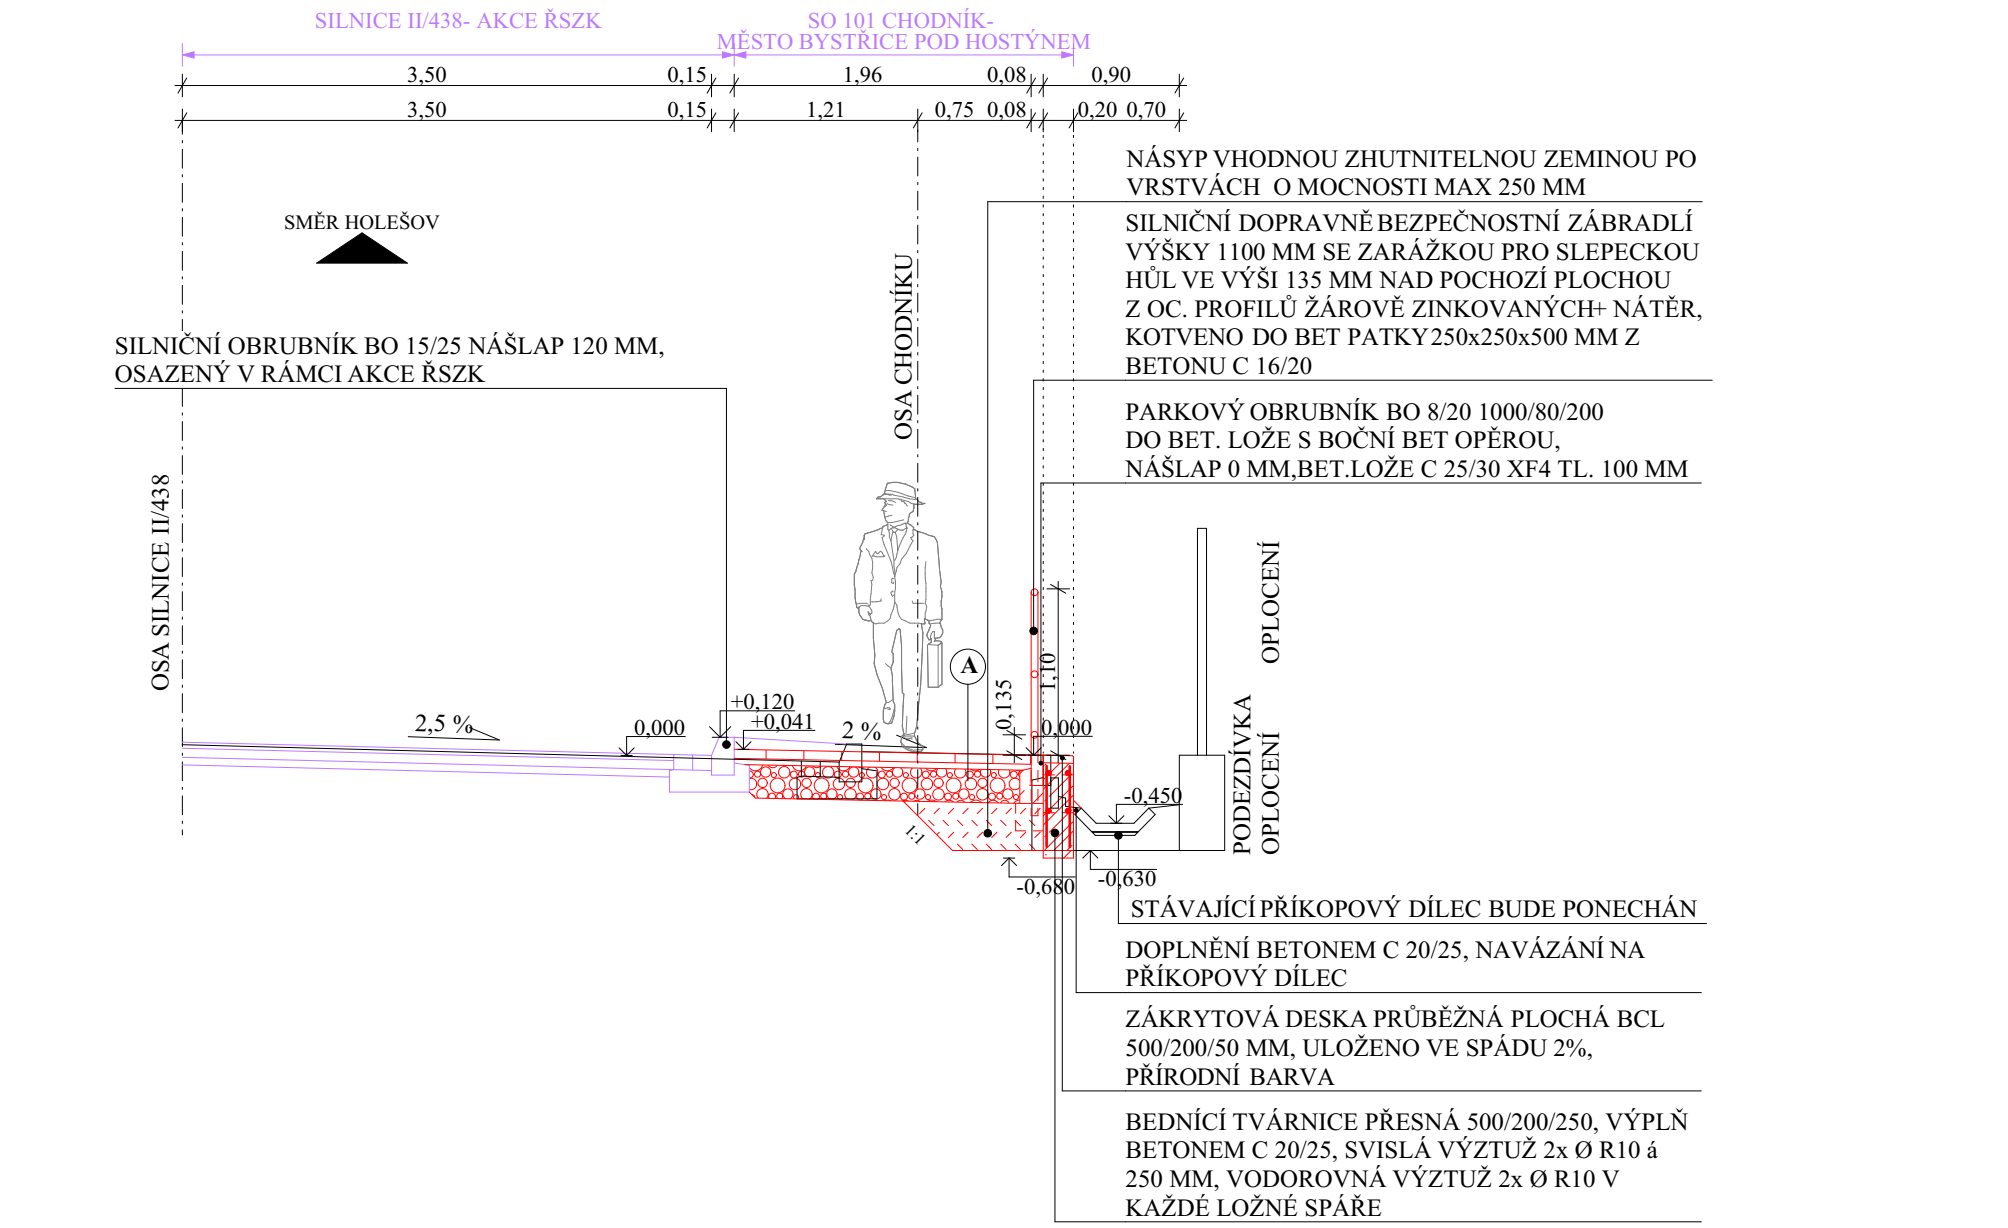 SILNICE II/438- AKCE ŘSZK
SO 101 CHODNÍK-
MĚSTO BYSTŘICE POD HOSTÝNEM
3,50 0,15 1,96 0,08 0,90
3,50 0,15 1,21 0,75 0,08 0,20 0,70
NÁSYP VHODNOU ZHUTNITELNOU ZEMINOU PO
VRSTVÁCH O MOCNOSTI MAX 250 MM
SILNIČNÍ DOPRAVNĚ BEZPEČNOSTNÍ ZÁBRADLÍ
VÝŠKY 1100 MM SE ZARÁŽKOU PRO SLEPECKOU
HŮL VE VÝŠI 135 MM NAD POCHOZÍ PLOCHOU
Z OC. PROFILŮ ŽÁROVĚ ZINKOVANÝCH+ NÁTĚR,
KOTVENO DO BET PATKY 250x250x500 MM Z
BETONU C 16/20
SMĚR HOLEŠOV
SILNIČNÍ OBRUBNÍK BO 15/25 NÁŠLAP 120 MM,
OSAZENÝ V RÁMCI AKCE ŘSZK
OSA CHODNÍKU
PARKOVÝ OBRUBNÍK BO 8/20 1000/80/200
DO BET. LOŽE S BOČNÍ BET OPĚROU,
NÁŠLAP 0 MM,BET.LOŽE C 25/30 XF4 TL. 100 MM
OSA SILNICE II/438
OPLOCENÍ
PODEZDÍVKA
OPLOCENÍ
A
1,10
0,135
+0,120
+0,041
2,5 %
0,000
2 %
0,000
-0,450
1:1
-0,680
-0,630
STÁVAJÍCÍ PŘÍKOPOVÝ DÍLEC BUDE PONECHÁN
DOPLNĚNÍ BETONEM C 20/25, NAVÁZÁNÍ NA
PŘÍKOPOVÝ DÍLEC
ZÁKRYTOVÁ DESKA PRŮBĚŽNÁ PLOCHÁ BCL
500/200/50 MM, ULOŽENO VE SPÁDU 2%,
PŘÍRODNÍ BARVA
BEDNÍCÍ TVÁRNICE PŘESNÁ 500/200/250, VÝPLŇ
BETONEM C 20/25, SVISLÁ VÝZTUŽ 2x Ø R10 á
250 MM, VODOROVNÁ VÝZTUŽ 2x Ø R10 V
KAŽDÉ LOŽNÉ SPÁŘE